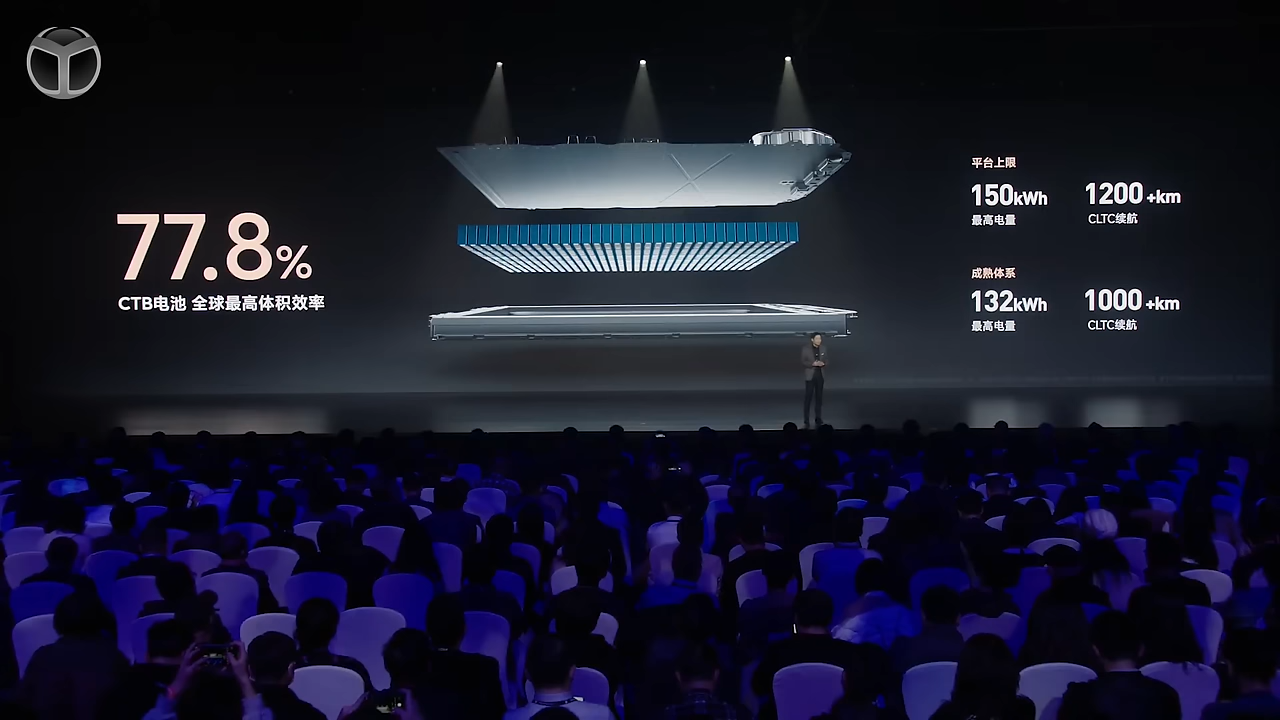 77.8%
CTB电池 全球最高体积效率
平台上限
150kWh 1200+km
最高电量 CLTC续航
成熟体系
132kWh 1000+km
最高电量 CLTC续航